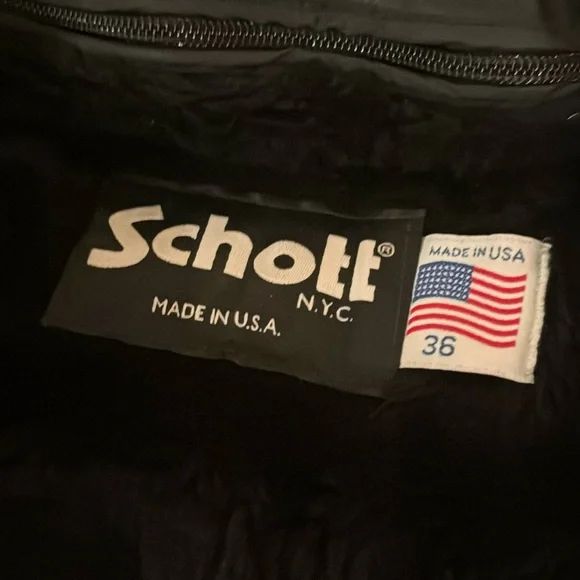 Schott®
N.Y.C.
MADE IN U.S.A.
MADE IN USA
36